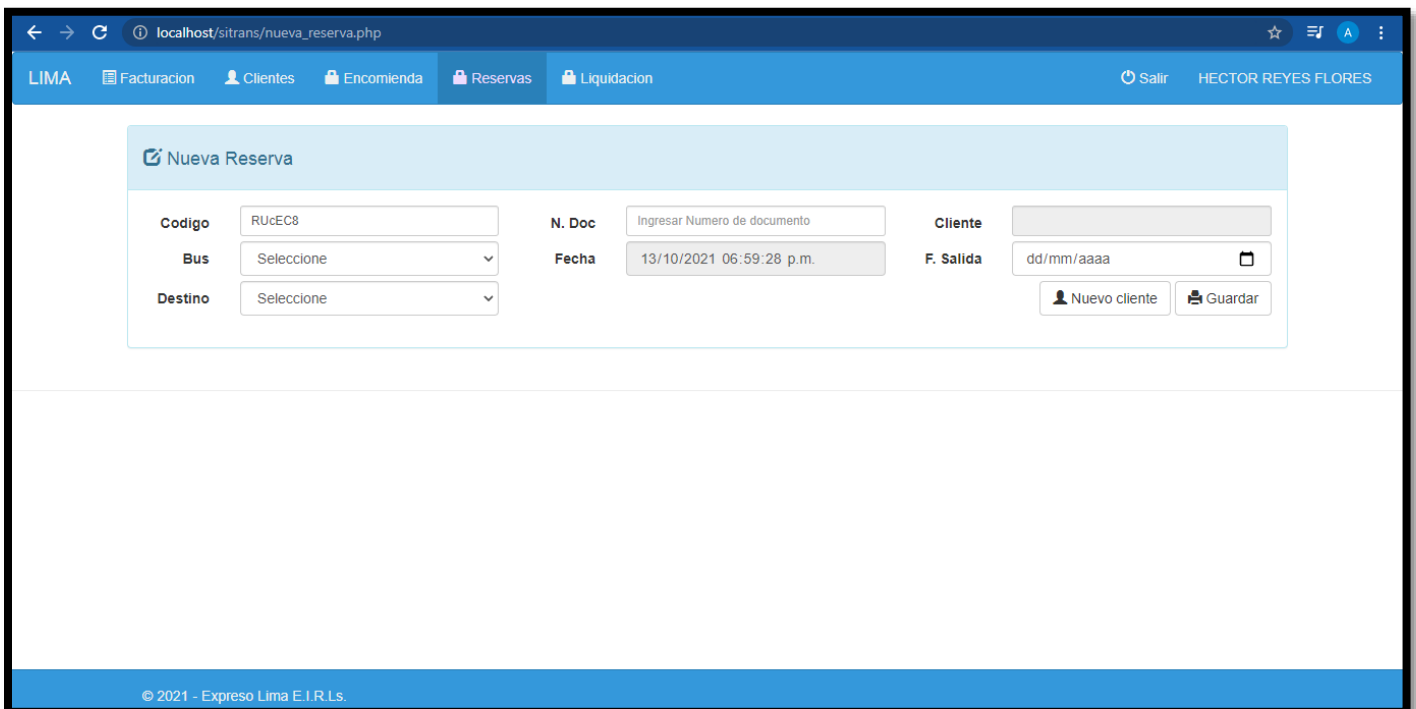 localhost/sitrans/nueva_reserva.php
A
LIMA Facturacion Clientes Encomienda Reservas Liquidacion Salir HECTOR REYES FLORES
Nueva Reserva
Codigo RUcEC8 N. Doc Ingresar Numero de documento Cliente
Bus Seleccione Fecha 13/10/2021 06:59:28 p.m. F. Salida dd/mm/aaaa
Destino Seleccione Nuevo cliente Guardar
© 2021 - Expreso Lima E.I.R.Ls.